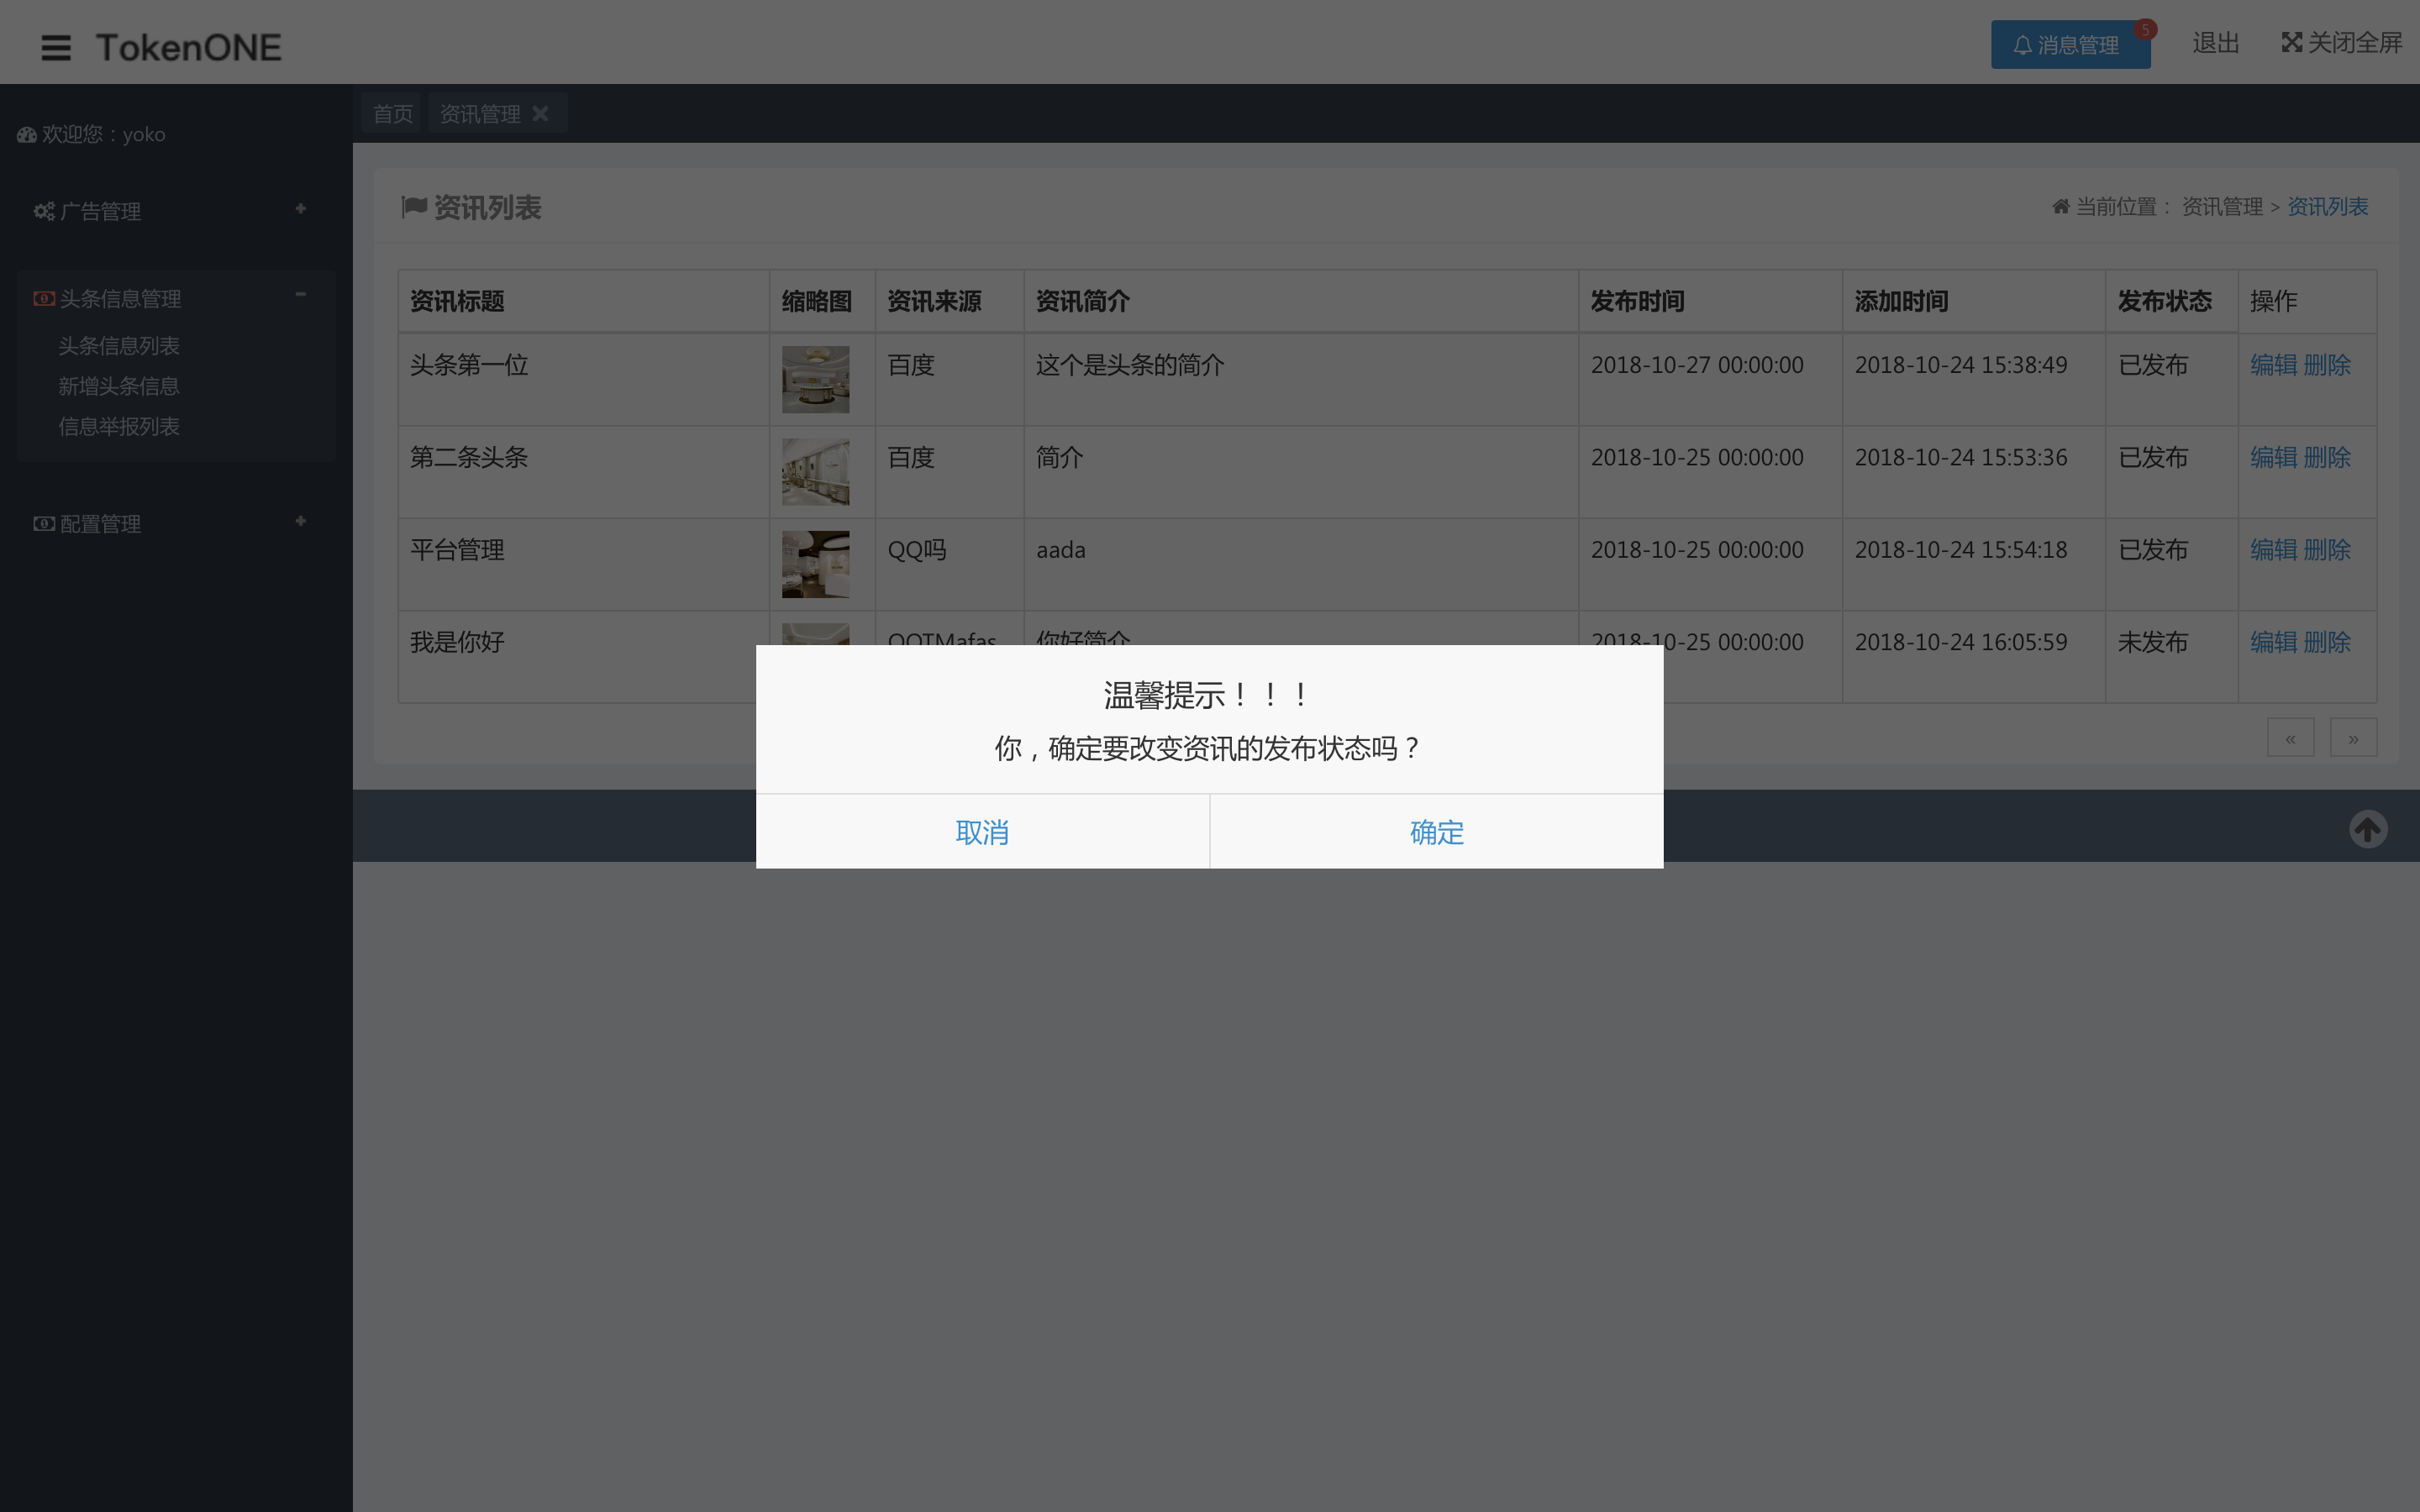 TokenONE
消息管理 5 退出 关闭全屏
首页 资讯管理
欢迎您：yoko
广告管理
头条信息管理
头条信息列表
新增头条信息
信息举报列表
配置管理
资讯列表
当前位置： 资讯管理 > 资讯列表
资讯标题 缩略图 资讯来源 资讯简介 发布时间 添加时间 发布状态 操作
头条第一位 百度 这个是头条的简介 2018-10-27 00:00:00 2018-10-24 15:38:49 已发布 编辑 删除
第二条头条 百度 简介 2018-10-25 00:00:00 2018-10-24 15:53:36 已发布 编辑 删除
平台管理 QQ吗 aada 2018-10-25 00:00:00 2018-10-24 15:54:18 已发布 编辑 删除
我是你好 QQTMafas 你好简介 2018-10-25 00:00:00 2018-10-24 16:05:59 未发布 编辑 删除
« »
温馨提示！！！
你，确定要改变资讯的发布状态吗？
取消 确定